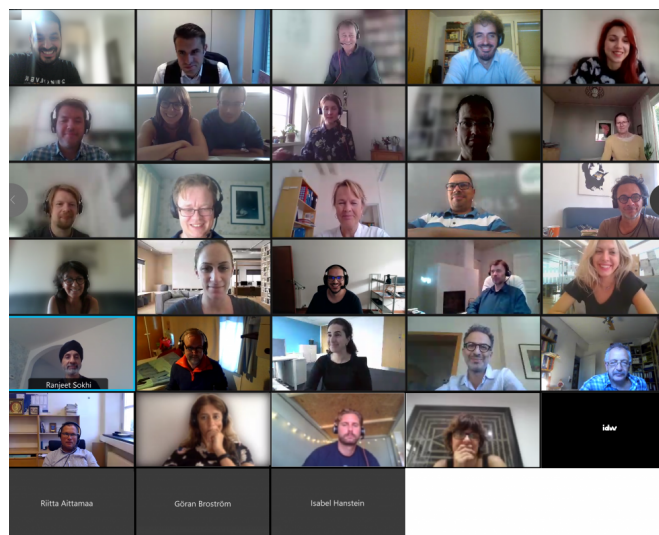 Ranjeet Sokhi
idw
Riitta Aittamaa
Göran Broström
Isabel Hanstein